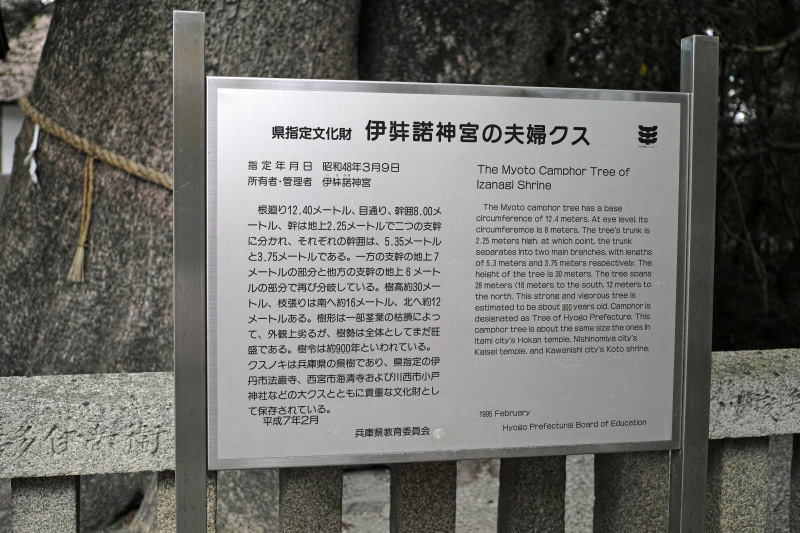 県指定文化財 伊弉諾神宮の夫婦クス
指定年月日 昭和48年3月9日
所有者・管理者 伊弉諾神宮
根廻り12.40メートル、目通り、幹囲8.00メ
ートル、幹は地上2.25メートルで二つの支幹
に分かれ、それぞれの幹囲は、5.35メートル
と3.75メートルである。一方の支幹の地上7
メートルの部分と他方の支幹の地上6メート
ルの部分で再び分岐している。樹高約30メー
トル、枝張りは南へ約16メートル、北へ約12
メートルある。樹形は一部茎葉の枯損によっ
て、外観上劣るが、樹勢は全体としてまだ旺
盛である。樹令は約900年といわれている。
クスノキは兵庫県の県樹であり、県指定の伊
丹市法巌寺、西宮市海清寺および川西市小戸
神社などの大クスとともに貴重な文化財とし
て保存されている。
平成7年2月
兵庫県教育委員会
The Myoto Camphor Tree of
Izanagi Shrine
The Myoto camphor tree has a base
circumference of 12.4 meters. At eye level, its
circumferemce is 8 meters. The tree's trunk is
2.25 meters high, at which point, the trunk
separates into two main branches, with lengths
of 5.3 meters and 3.75 meters respectively. The
height of the tree is 30 meters. The tree spans
28 meters (16 meters to the south, 12 meters to
the north. This strong and vigorous tree is
estimated to be about 900 years old. Camphor is
designated as Tree of Hyogo Prefecture. This
camphor tree is about the same size the ones in
Itami city's Hokan temple, Nishinomiya city's
Kaisei temple, and Kawanishi city's Koto shrine.
1995 February
Hyogo Prefectural Board of Education